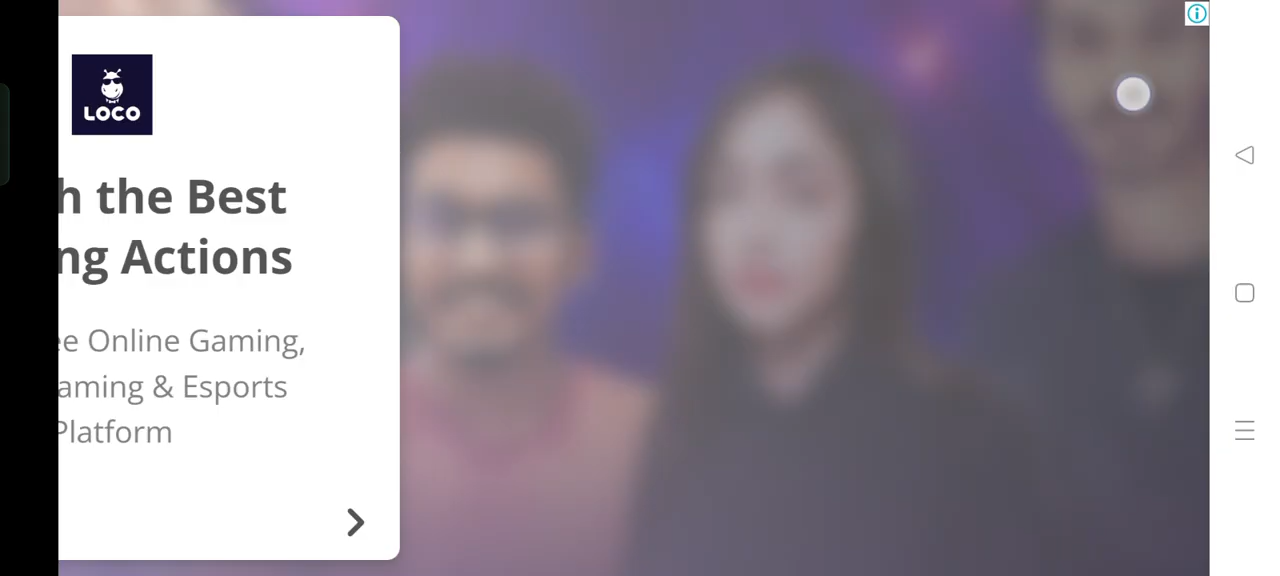 LOCO
h the Best
ng Actions
ee Online Gaming,
aming & Esports
Platform